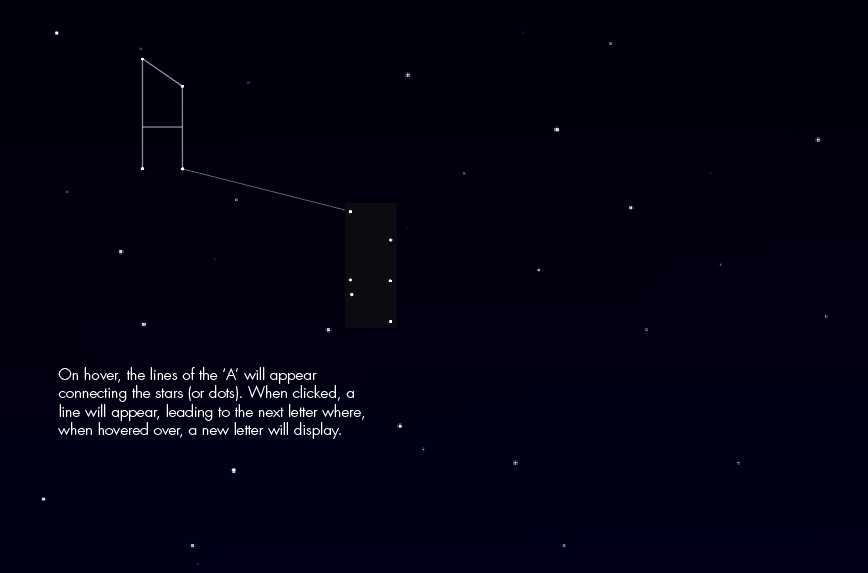 On hover, the lines of the ‘A’ will appear
connecting the stars (or dots). When clicked, a
line will appear, leading to the next letter where,
when hovered over, a new letter will display.